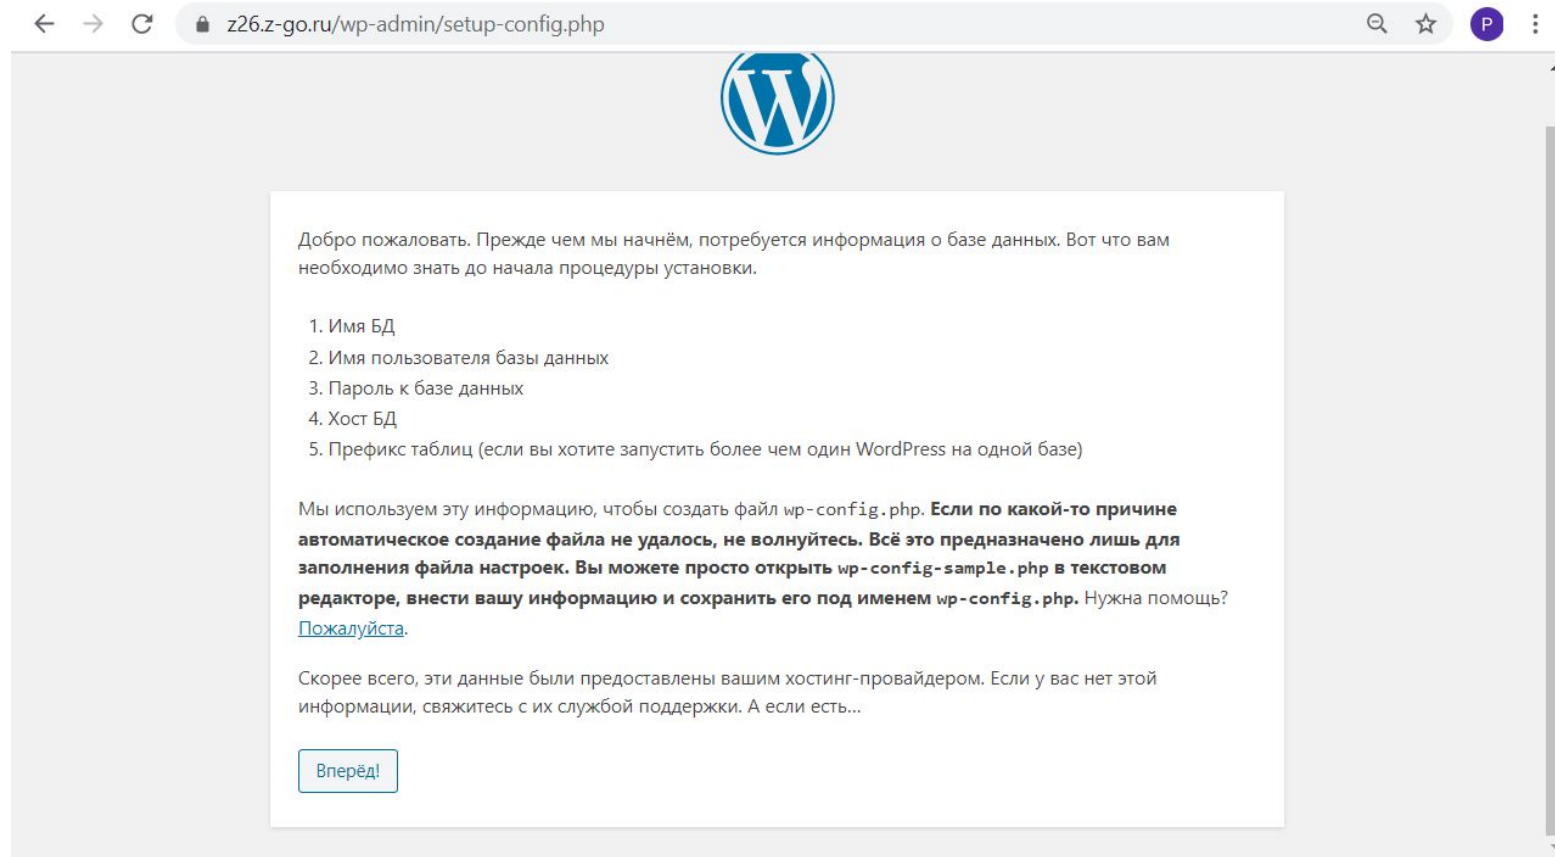 z26.z-go.ru/wp-admin/setup-config.php
P
Добро пожаловать. Прежде чем мы начнём, потребуется информация о базе данных. Вот что вам
необходимо знать до начала процедуры установки.
1. Имя БД
2. Имя пользователя базы данных
3. Пароль к базе данных
4. Хост БД
5. Префикс таблиц (если вы хотите запустить более чем один WordPress на одной базе)
Мы используем эту информацию, чтобы создать файл wp-config.php. Если по какой-то причине
автоматическое создание файла не удалось, не волнуйтесь. Всё это предназначено лишь для
заполнения файла настроек. Вы можете просто открыть wp-config-sample.php в текстовом
редакторе, внести вашу информацию и сохранить его под именем wp-config.php. Нужна помощь?
Пожалуйста.
Скорее всего, эти данные были предоставлены вашим хостинг-провайдером. Если у вас нет этой
информации, свяжитесь с их службой поддержки. А если есть…
Вперёд!